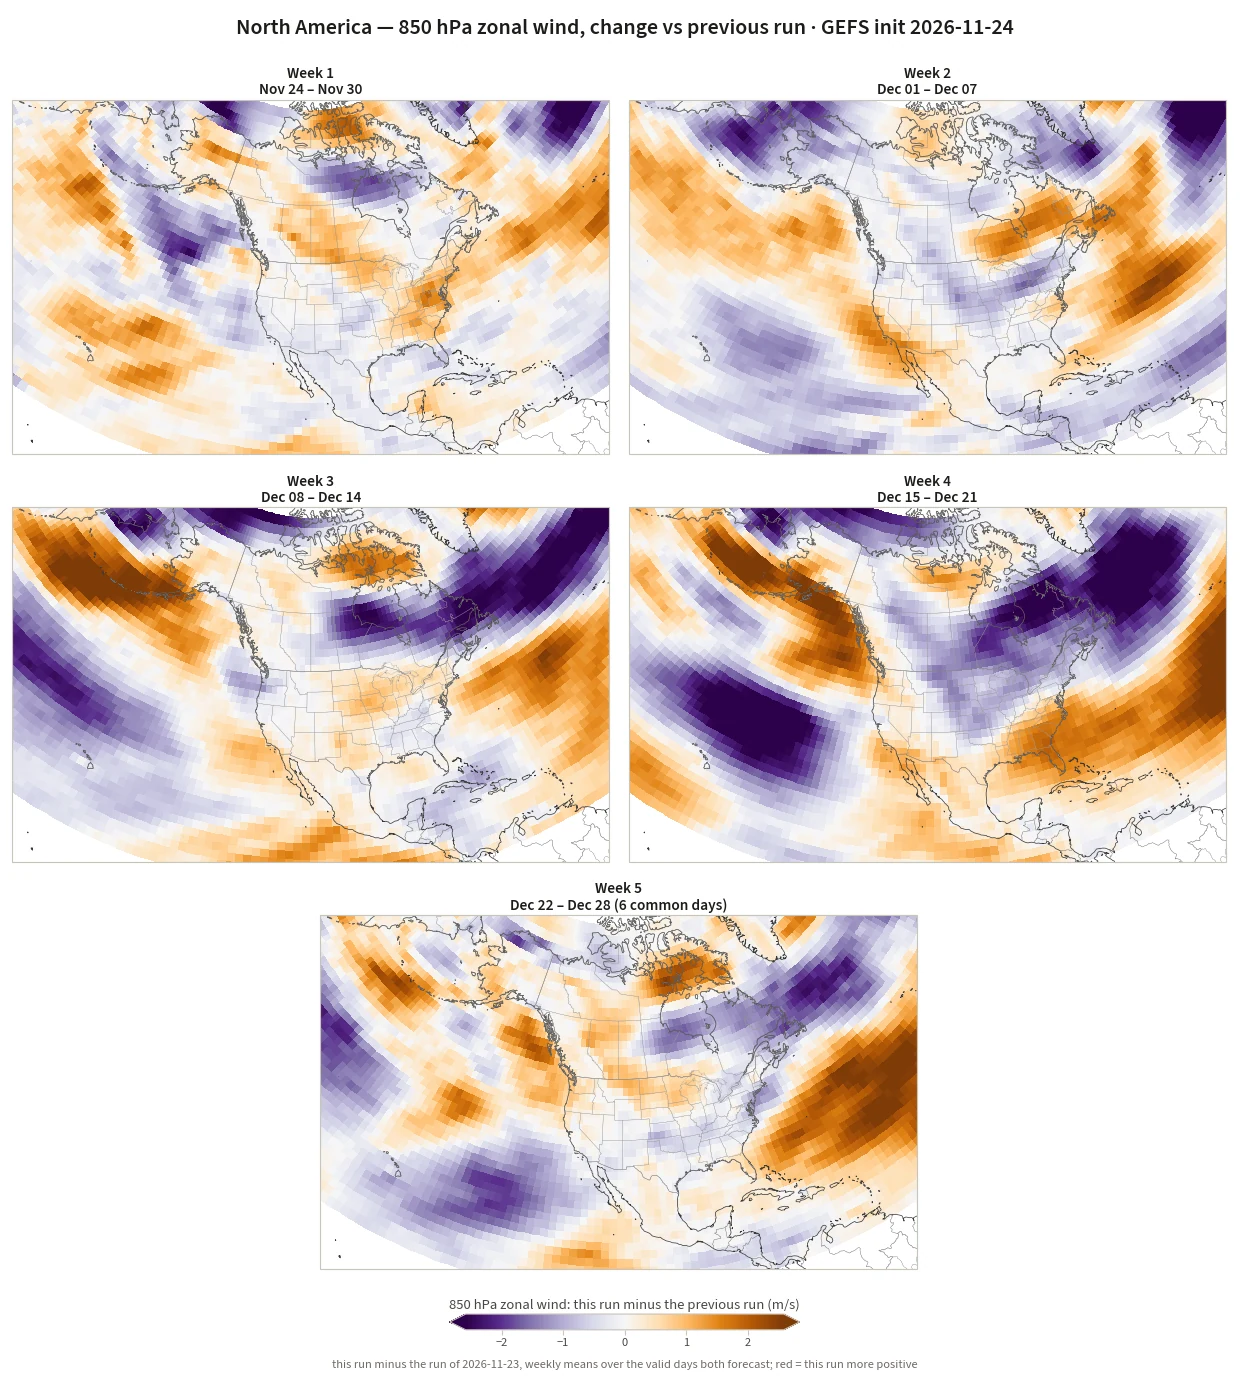 North America — 850 hPa zonal wind, change vs previous run · GEFS init 2026-11-24
Week 1
Nov 24 – Nov 30
Week 2
Dec 01 – Dec 07
Week 3
Dec 08 – Dec 14
Week 4
Dec 15 – Dec 21
Week 5
Dec 22 – Dec 28 (6 common days)
850 hPa zonal wind: this run minus the previous run (m/s)
−2 −1 0 1 2
this run minus the run of 2026-11-23, weekly means over the valid days both forecast; red = this run more positive